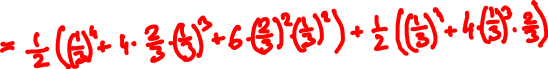 = 1/2 ((1/3)^4 + 4 · 2/3 · (1/3)^3 + 6 · (2/3)^2 (1/3)^2) + 1/2 ((1/3)^4 + 4 · (1/3)^3 · 2/3)